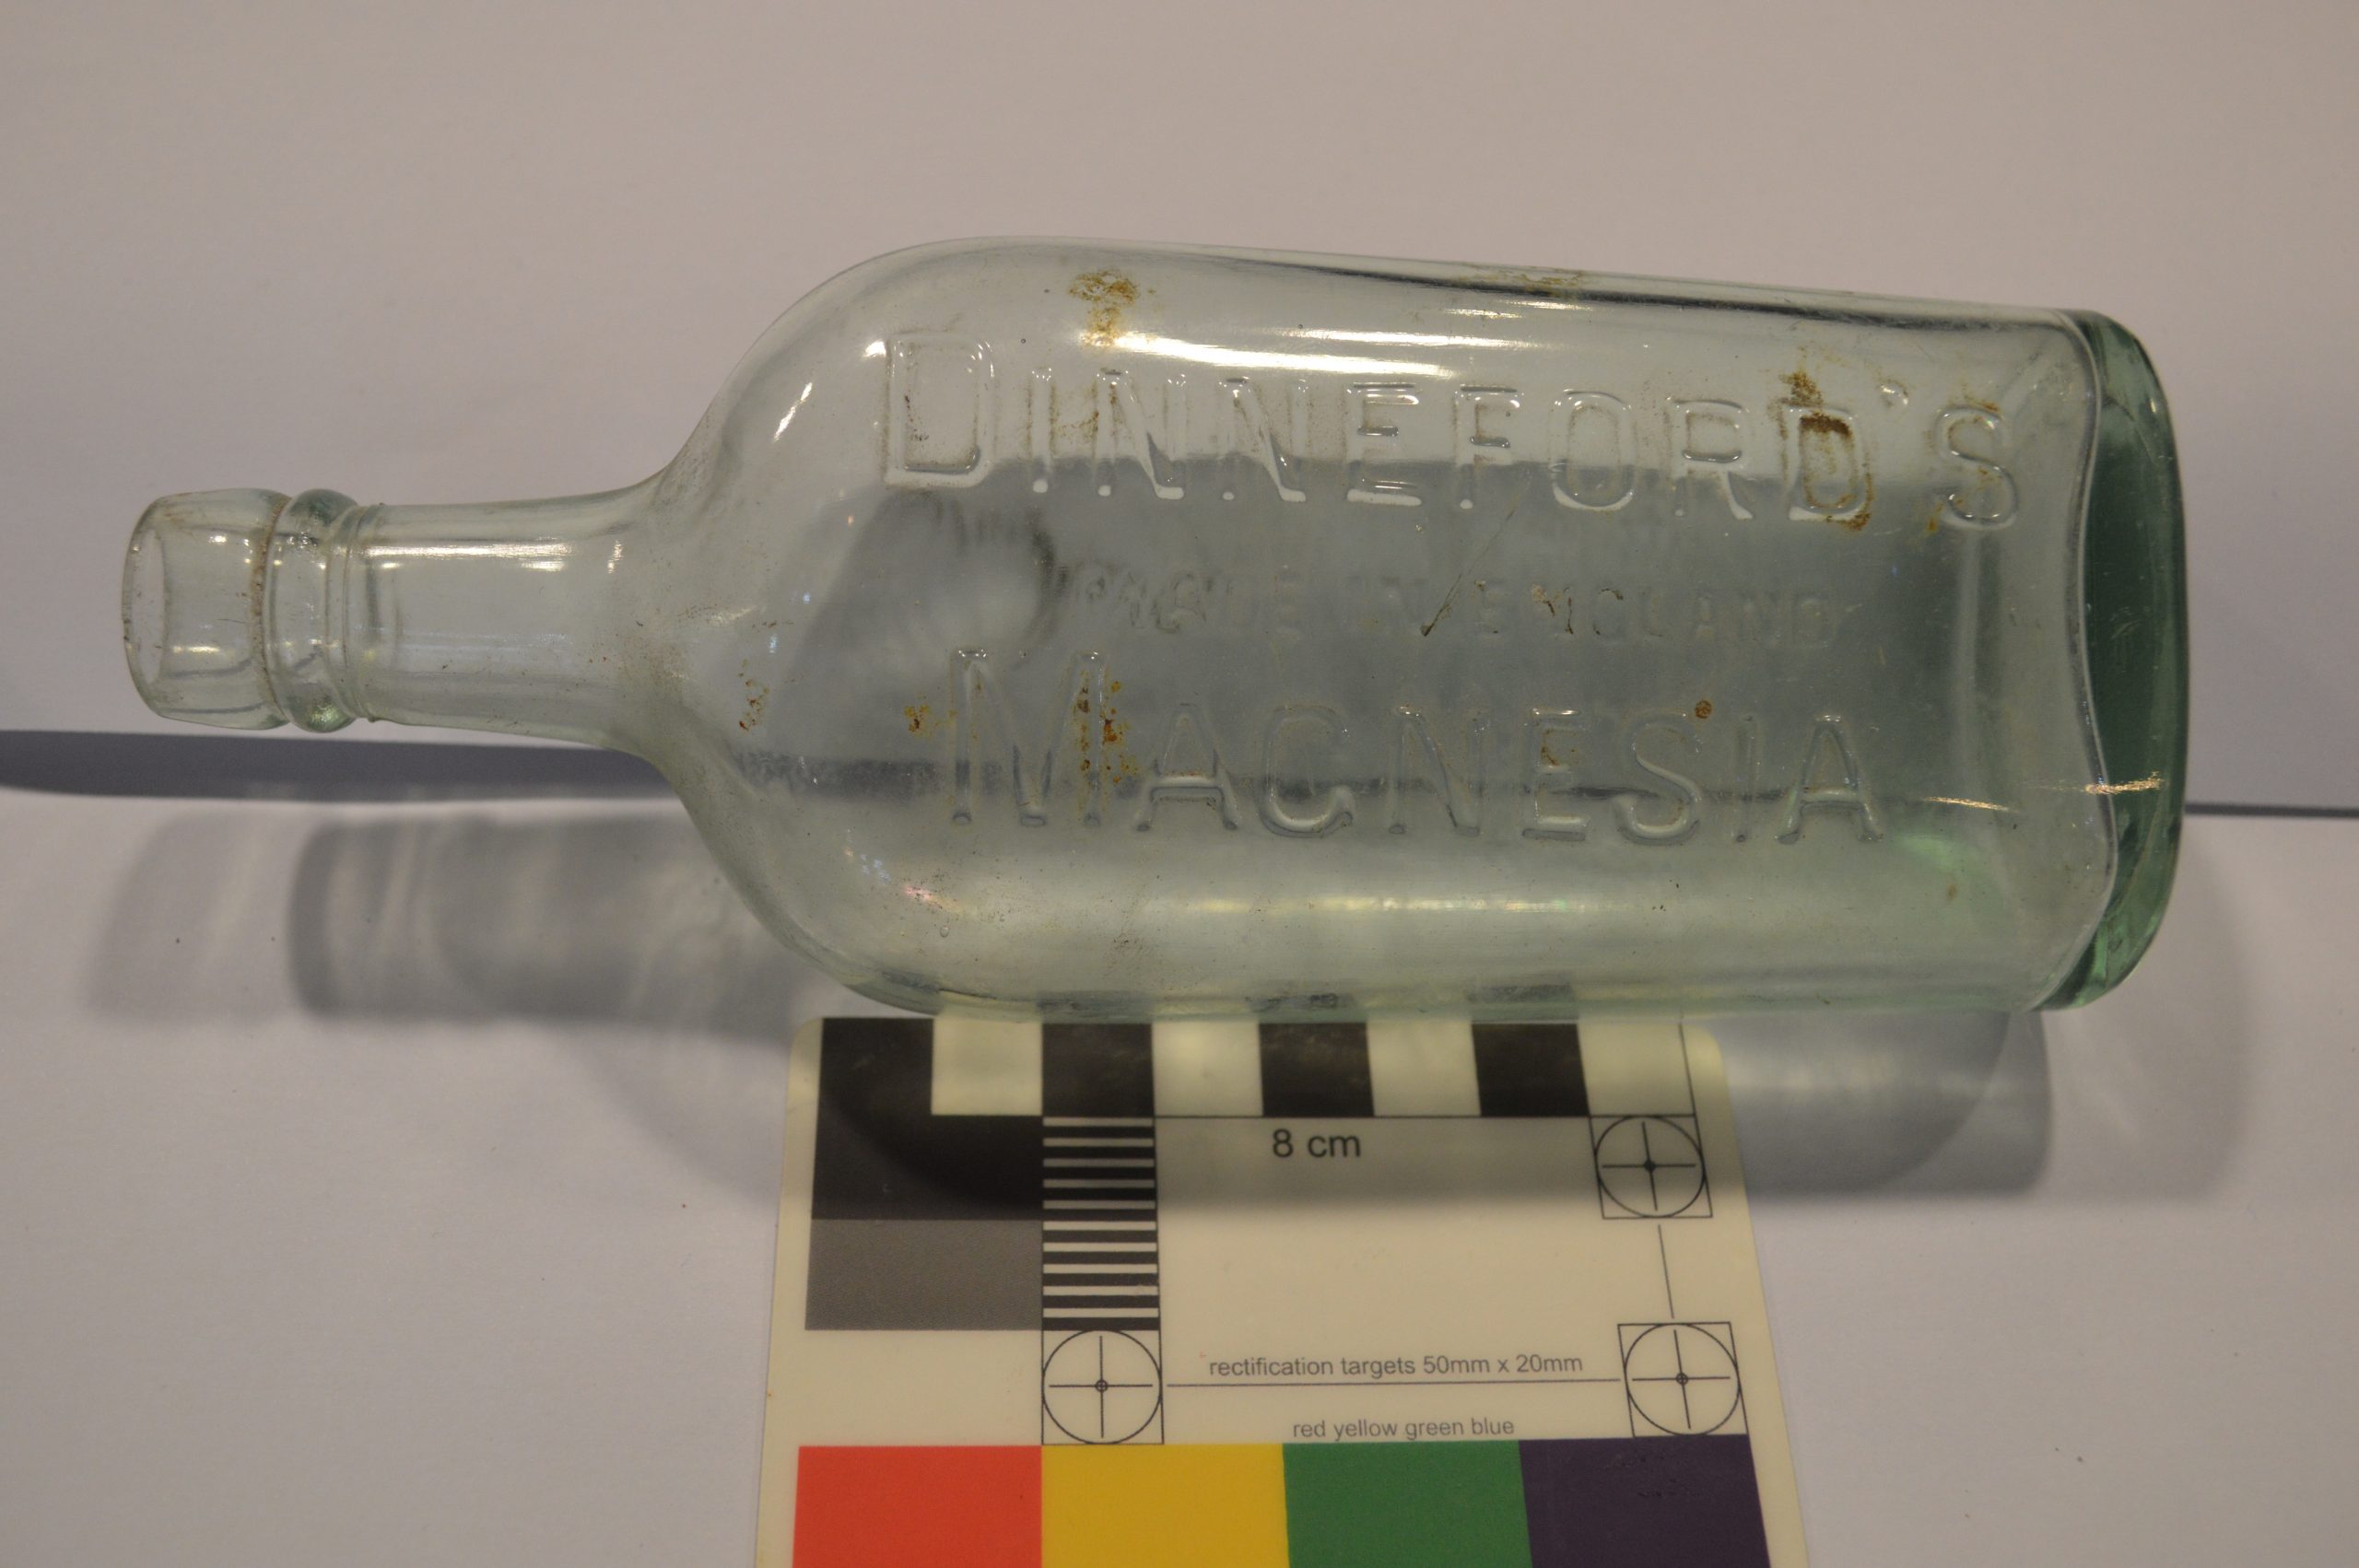 DINNEFORD'S
MADE IN ENGLAND
MAGNESIA
8 cm
rectification targets 50mm x 20mm
red yellow green blue